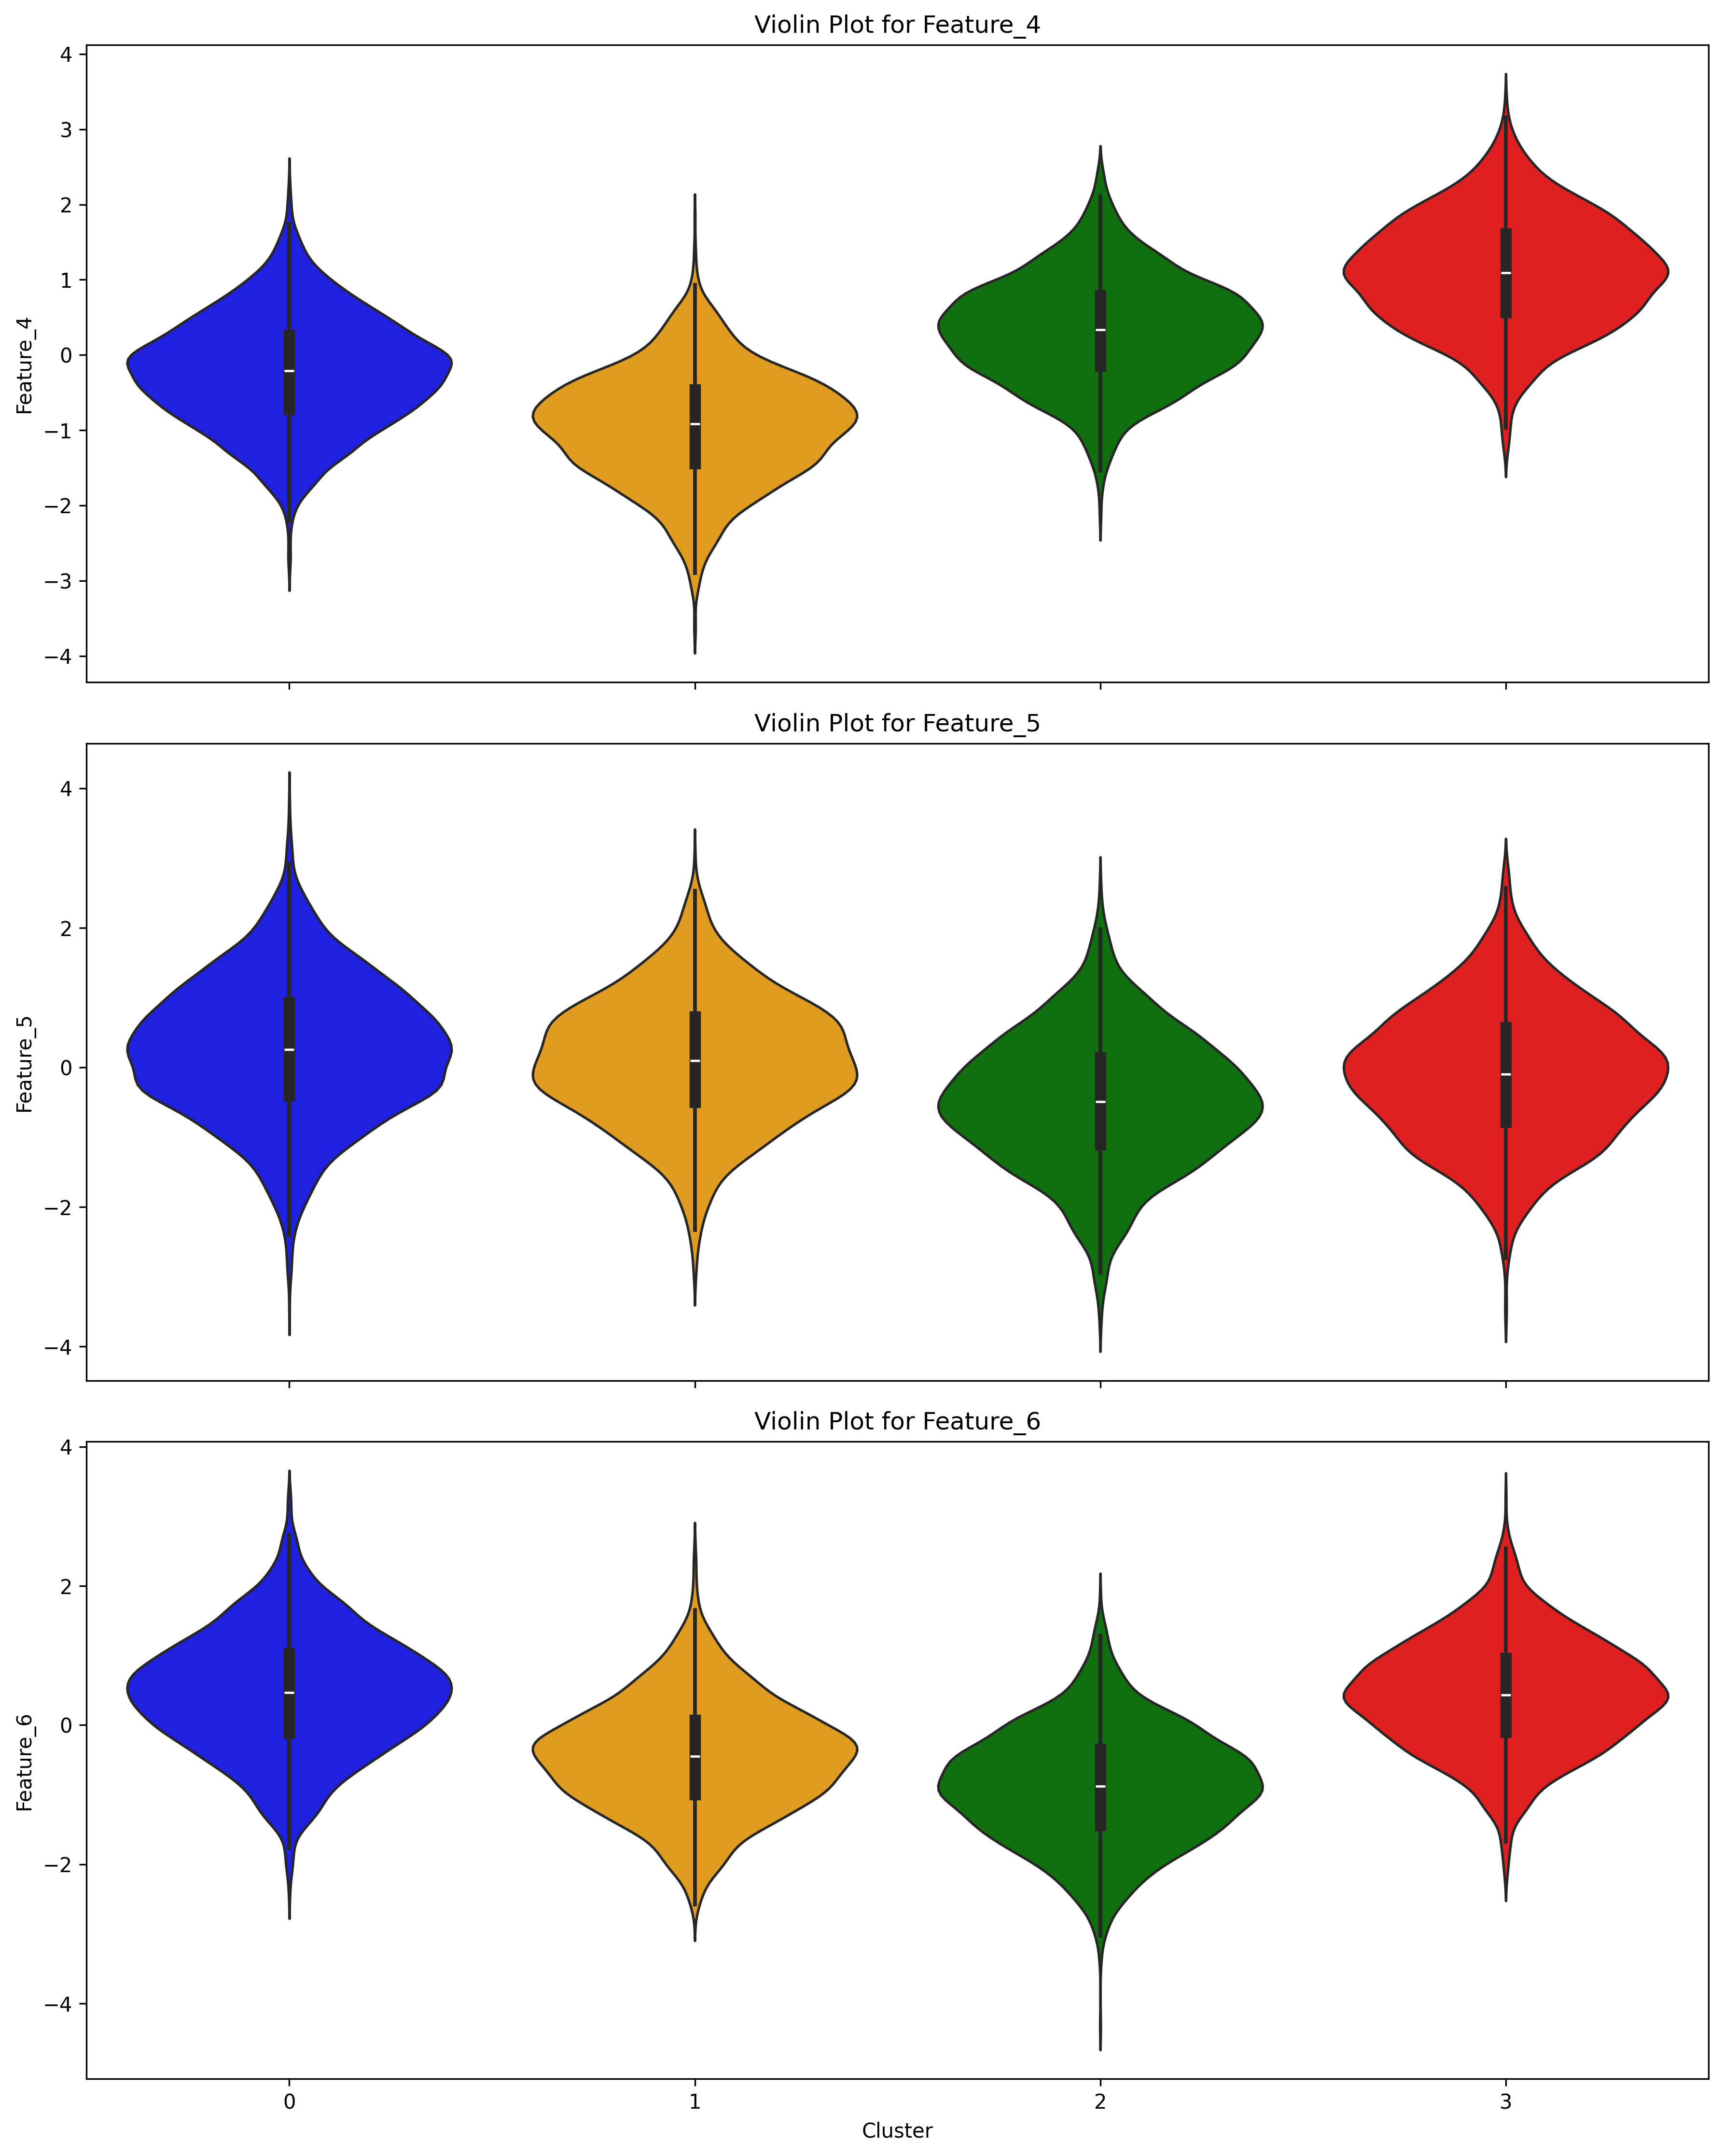 Violin Plot for Feature_4
4
3
2
1
0
−1
−2
−3
−4
Feature_4
Violin Plot for Feature_5
4
2
0
−2
−4
Feature_5
Violin Plot for Feature_6
4
2
0
−2
−4
Feature_6
0 1 2 3
Cluster